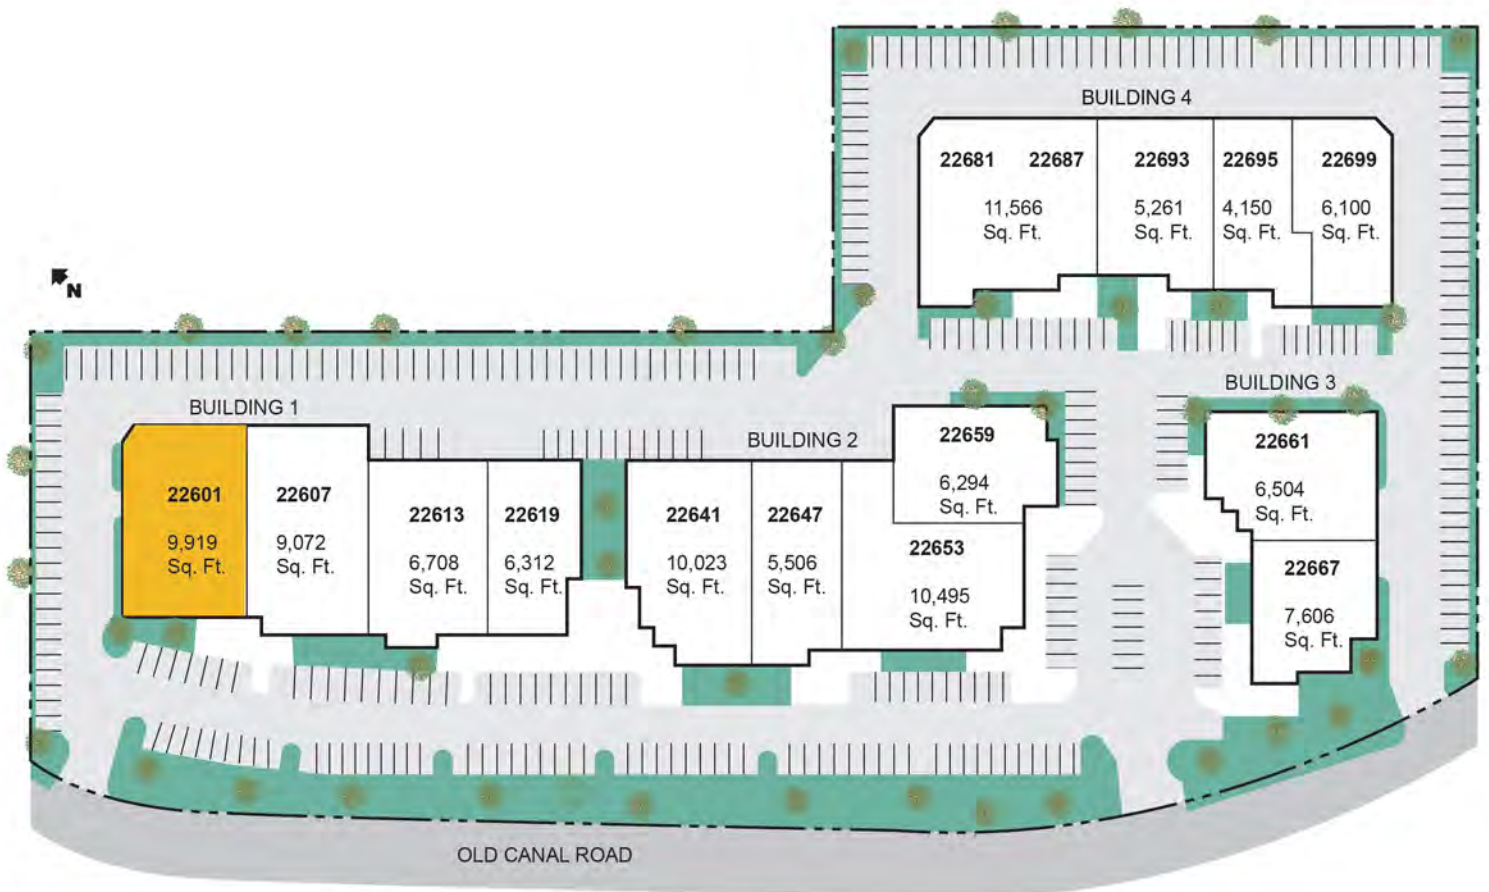 BUILDING 4
22681 22687 22693 22695 22699
11,566 5,261 4,150 6,100
Sq. Ft. Sq. Ft. Sq. Ft. Sq. Ft.
N
BUILDING 3
22661
6,504
Sq. Ft.
22667
7,606
Sq. Ft.
BUILDING 1
22601
9,919
Sq. Ft.
22607
9,072
Sq. Ft.
22613
6,708
Sq. Ft.
22619
6,312
Sq. Ft.
BUILDING 2
22641
10,023
Sq. Ft.
22647
5,506
Sq. Ft.
22659
6,294
Sq. Ft.
22653
10,495
Sq. Ft.
OLD CANAL ROAD